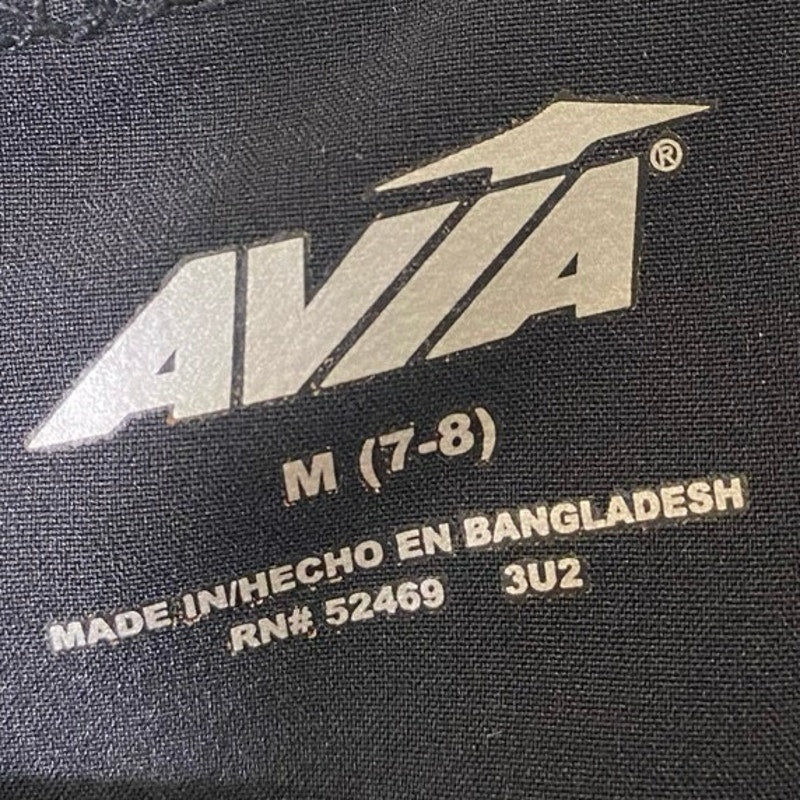 AVIA®
M (7-8)
MADE IN/HECHO EN BANGLADESH
RN# 52469 3U2